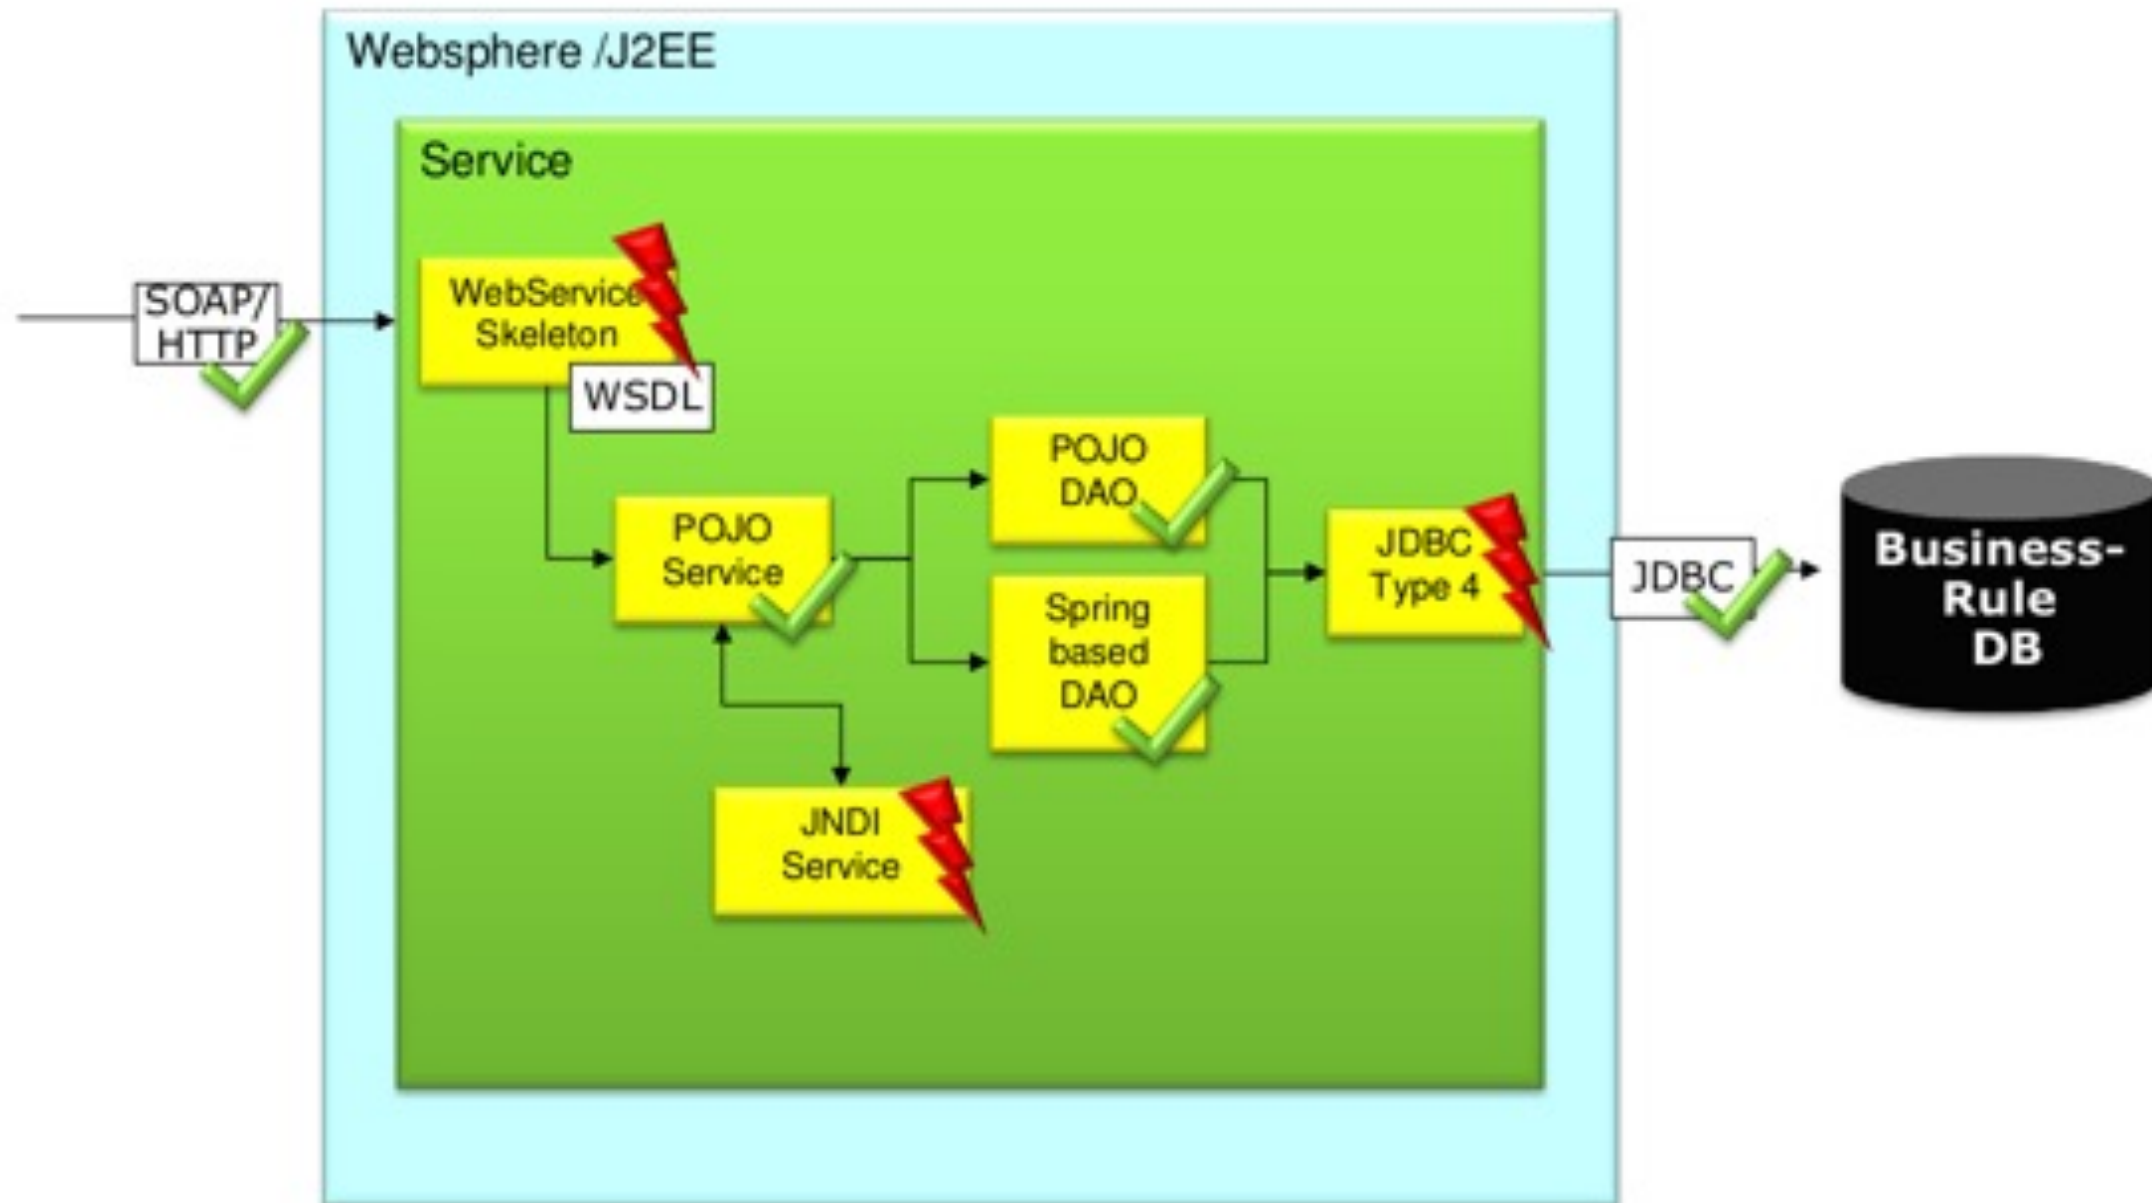 Websphere /J2EE
Service
SOAP/
HTTP
WebService
Skeleton
WSDL
POJO
Service
POJO
DAO
Spring
based
DAO
JDBC
Type 4
JDBC
Business-
Rule
DB
JNDI
Service